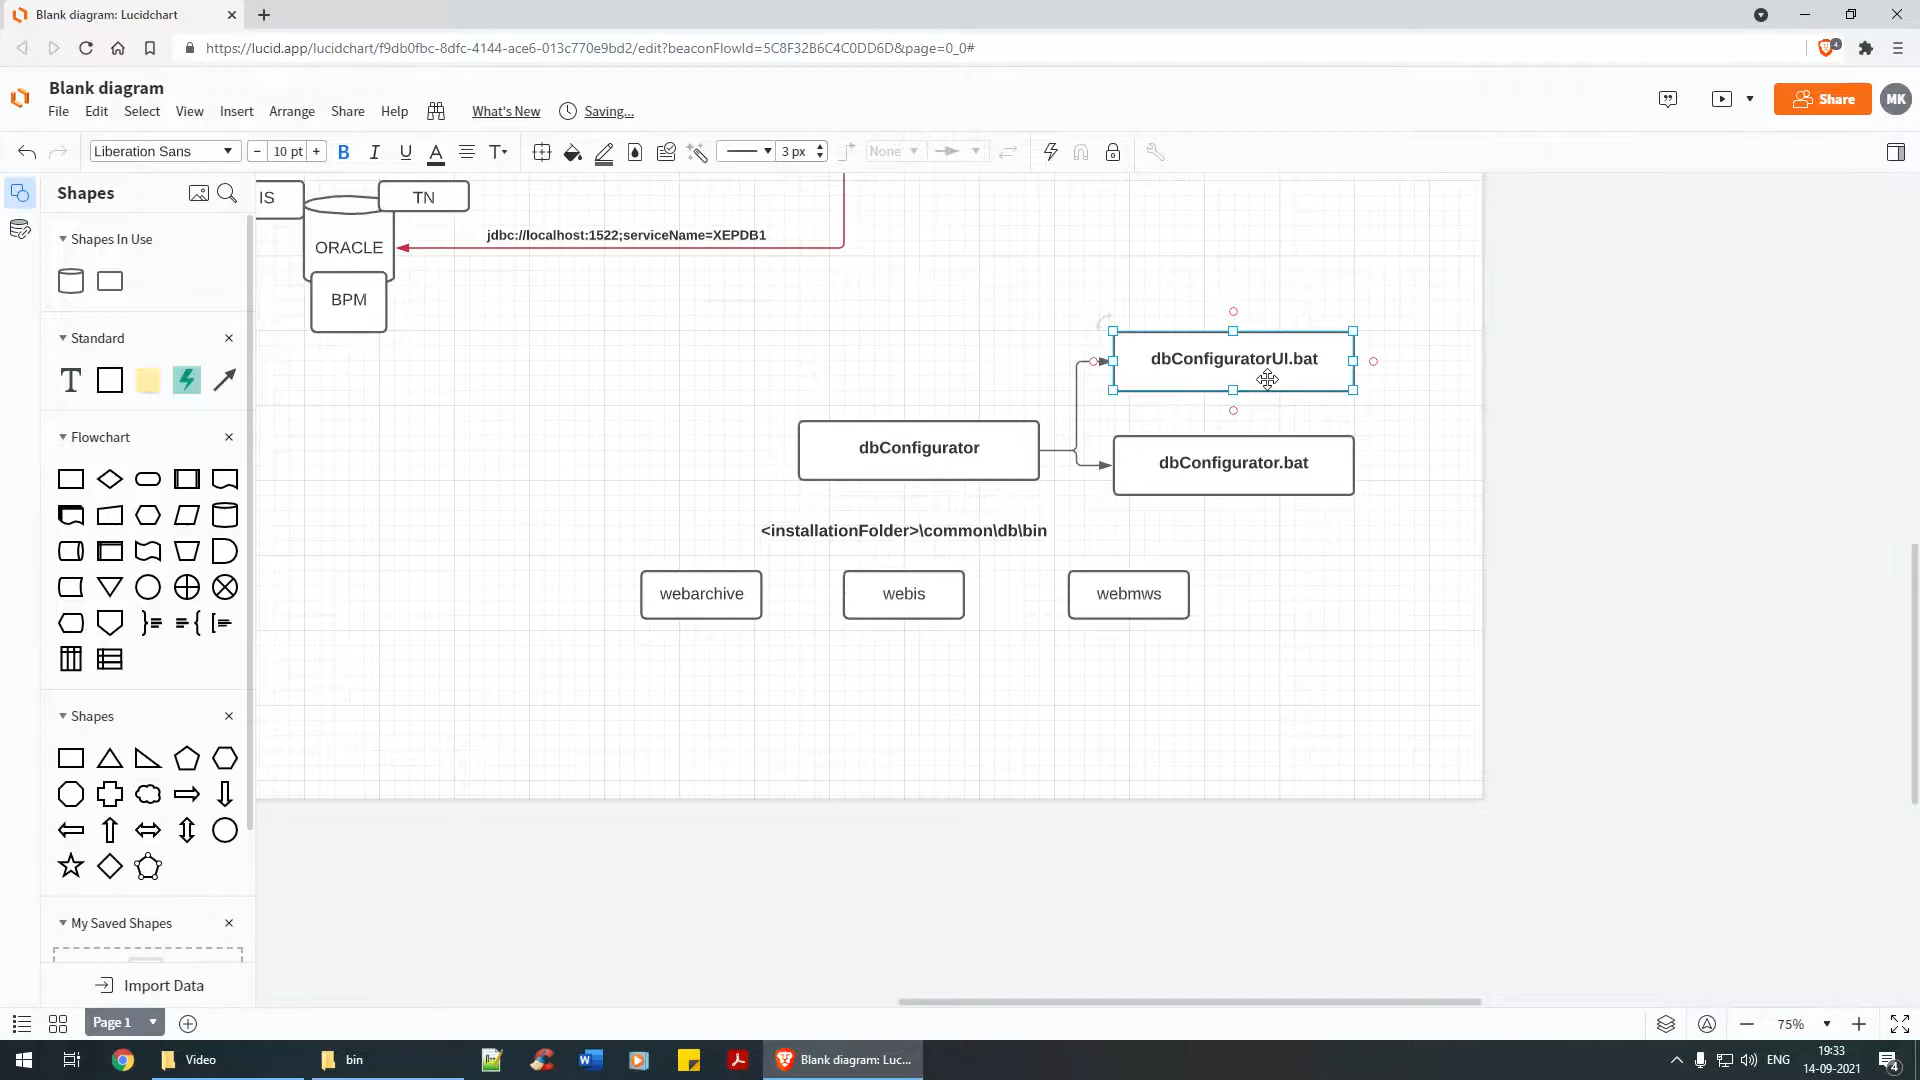 Blank diagram: Lucidchart
https://lucid.app/lucidchart/f9db0fbc-8dfc-4144-ace6-013c770e9bd2/edit?beaconFlowId=5C8F32B6C4C0DD6D&page=0_0#
4
Blank diagram
File Edit Select View Insert Arrange Share Help What's New Saving...
Share
MK
Liberation Sans
− 10 pt +
B I U A T
3 px
None
Shapes
Shapes In Use
Standard
T
Flowchart
Shapes
My Saved Shapes
Import Data
IS
TN
ORACLE
BPM
jdbc://localhost:1522;serviceName=XEPDB1
dbConfiguratorUI.bat
dbConfigurator
dbConfigurator.bat
<installationFolder>\common\db\bin
webarchive
webis
webmws
Page 1
75%
Video
bin
Blank diagram: Luc...
ENG
19:33
14-09-2021
4